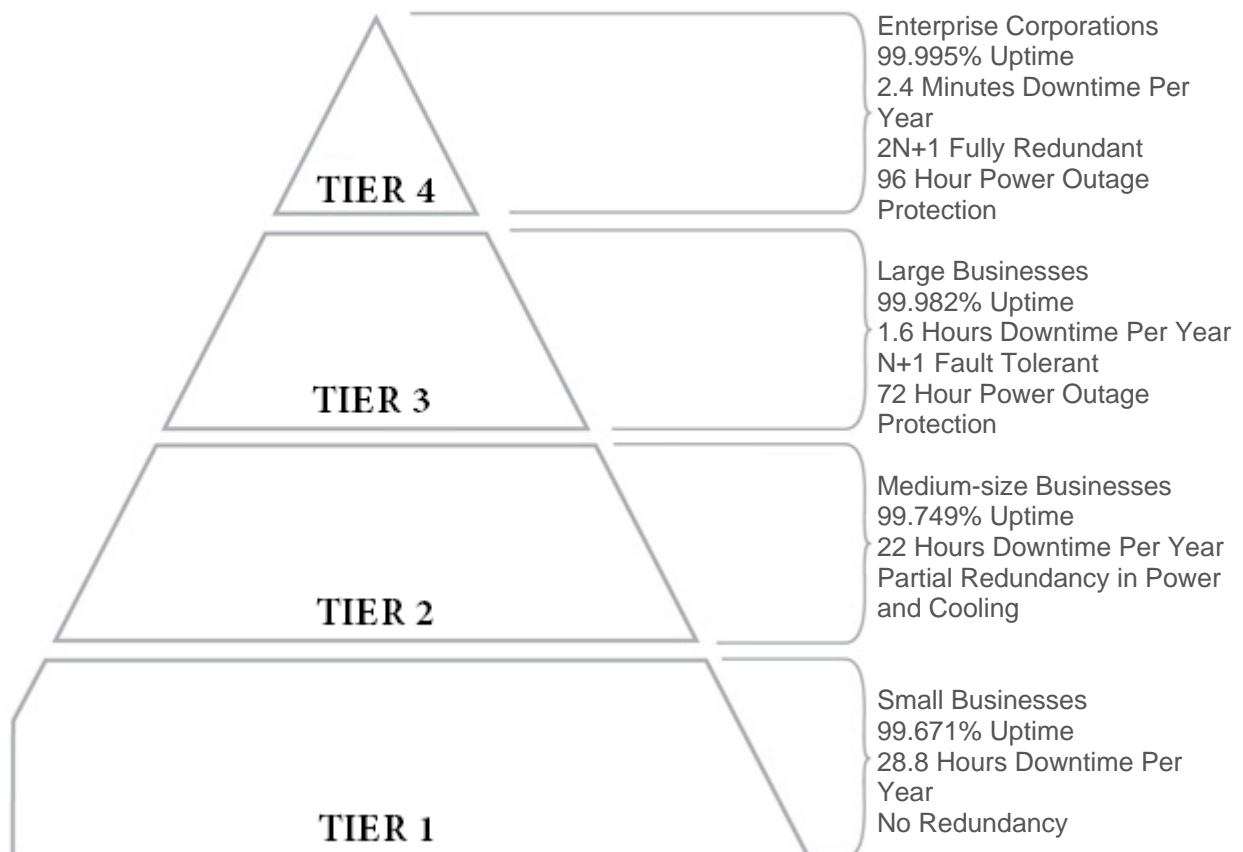 TIER 4
Enterprise Corporations
99.995% Uptime
2.4 Minutes Downtime Per
Year
2N+1 Fully Redundant
96 Hour Power Outage
Protection
TIER 3
Large Businesses
99.982% Uptime
1.6 Hours Downtime Per Year
N+1 Fault Tolerant
72 Hour Power Outage
Protection
TIER 2
Medium-size Businesses
99.749% Uptime
22 Hours Downtime Per Year
Partial Redundancy in Power
and Cooling
TIER 1
Small Businesses
99.671% Uptime
28.8 Hours Downtime Per
Year
No Redundancy